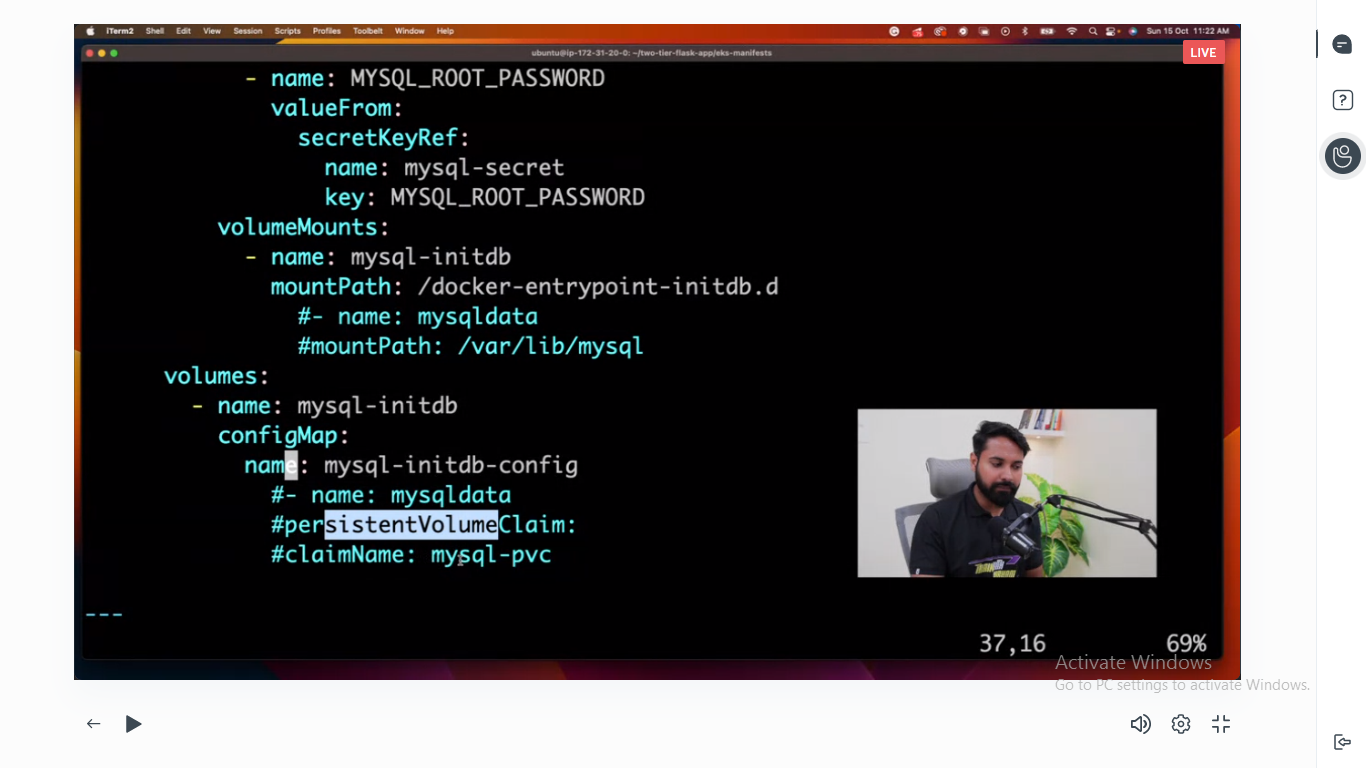 iTerm2 Shell Edit View Session Scripts Profiles Toolbelt Window Help Sun 15 Oct 11:22 AM
ubuntu@ip-172-31-20-0: ~/two-tier-flask-app/eks-manifests
LIVE
- name: MYSQL_ROOT_PASSWORD
valueFrom:
secretKeyRef:
name: mysql-secret
key: MYSQL_ROOT_PASSWORD
volumeMounts:
- name: mysql-initdb
mountPath: /docker-entrypoint-initdb.d
#- name: mysqldata
#mountPath: /var/lib/mysql
volumes:
- name: mysql-initdb
configMap:
name: mysql-initdb-config
#- name: mysqldata
#persistentVolumeClaim:
#claimName: mysql-pvc
---
37,16 69%
Activate Windows
Go to PC settings to activate Windows.